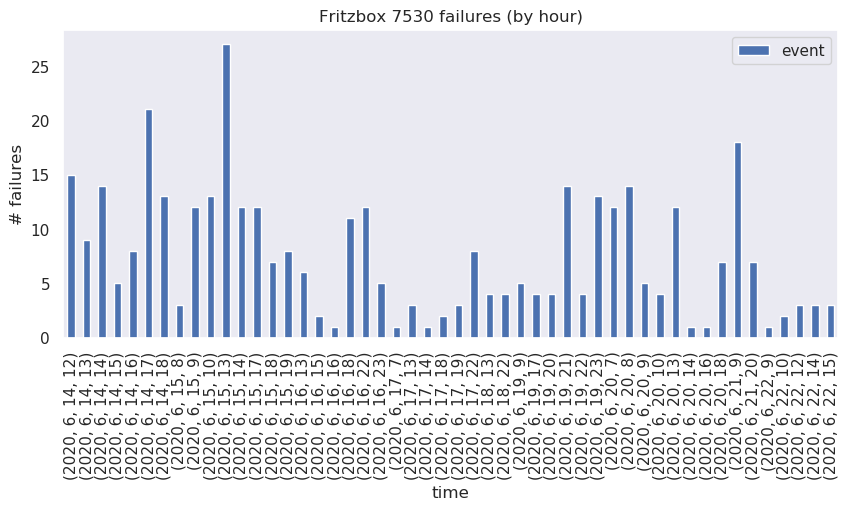 Fritzbox 7530 failures (by hour)
event
# failures
25
20
15
10
5
0
(2020, 6, 14, 12)
(2020, 6, 14, 13)
(2020, 6, 14, 14)
(2020, 6, 14, 15)
(2020, 6, 14, 16)
(2020, 6, 14, 17)
(2020, 6, 14, 18)
(2020, 6, 15, 8)
(2020, 6, 15, 9)
(2020, 6, 15, 10)
(2020, 6, 15, 13)
(2020, 6, 15, 14)
(2020, 6, 15, 17)
(2020, 6, 15, 18)
(2020, 6, 15, 19)
(2020, 6, 16, 13)
(2020, 6, 16, 15)
(2020, 6, 16, 16)
(2020, 6, 16, 18)
(2020, 6, 16, 22)
(2020, 6, 16, 23)
(2020, 6, 17, 7)
(2020, 6, 17, 13)
(2020, 6, 17, 14)
(2020, 6, 17, 18)
(2020, 6, 17, 19)
(2020, 6, 17, 22)
(2020, 6, 18, 13)
(2020, 6, 18, 22)
(2020, 6, 19, 9)
(2020, 6, 19, 17)
(2020, 6, 19, 20)
(2020, 6, 19, 21)
(2020, 6, 19, 22)
(2020, 6, 19, 23)
(2020, 6, 20, 7)
(2020, 6, 20, 8)
(2020, 6, 20, 9)
(2020, 6, 20, 10)
(2020, 6, 20, 13)
(2020, 6, 20, 14)
(2020, 6, 20, 16)
(2020, 6, 20, 18)
(2020, 6, 21, 9)
(2020, 6, 21, 20)
(2020, 6, 22, 9)
(2020, 6, 22, 10)
(2020, 6, 22, 12)
(2020, 6, 22, 14)
(2020, 6, 22, 15)
time